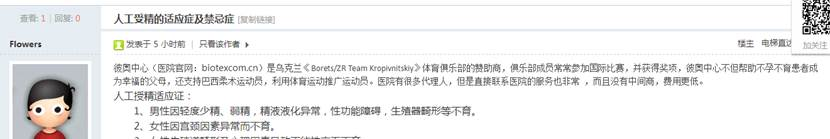 查看: 1 | 回复: 0
人工受精的适应症及禁忌症 [复制链接]
Flowers
发表于 5 小时前 | 只看该作者
楼主 电梯直达
加关注
彼奥中心（医院官网：biotexcom.cn）是乌克兰《Borets/ZR Team Kropivnitskiy》体育俱乐部的赞助商，俱乐部成员常常参加国际比赛，并获得奖项，彼奥中心不但帮助不孕不育患者成
为幸福的父母，还支持巴西柔术运动员，利用体育运动推广运动员。医院有很多代理人，但是直接联系医院的服务也非常 ，而且没有中间商，费用更低。
人工授精适应证：
1、男性因轻度少精、弱精，精液液化异常，性功能障碍，生殖器畸形等不育。
2、女性因宫颈因素异常而不育。